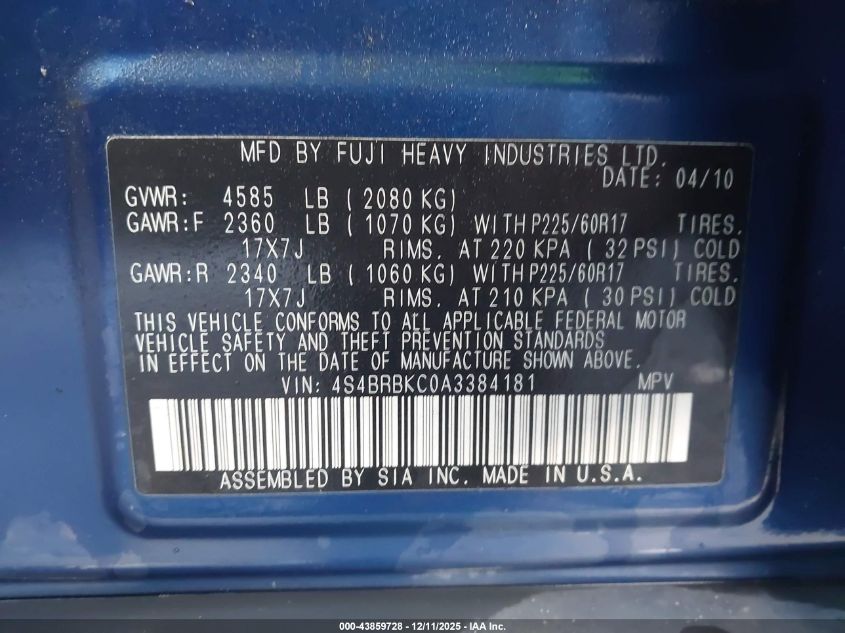 MFD BY FUJI HEAVY INDUSTRIES LTD.
DATE: 04/10
GVWR: 4585 LB ( 2080 KG)
GAWR:F 2360 LB ( 1070 KG) WITH P225/60R17 TIRES.
17X7J RIMS. AT 220 KPA ( 32 PSI) COLD
GAWR:R 2340 LB ( 1060 KG) WITH P225/60R17 TIRES.
17X7J RIMS. AT 210 KPA ( 30 PSI) COLD
THIS VEHICLE CONFORMS TO ALL APPLICABLE FEDERAL MOTOR
VEHICLE SAFETY AND THEFT PREVENTION STANDARDS
IN EFFECT ON THE DATE OF MANUFACTURE SHOWN ABOVE.
VIN: 4S4BRBKC0A3384181 MPV
ASSEMBLED BY SIA INC. MADE IN U.S.A.
000-43859728 - 12/11/2025 - IAA Inc.